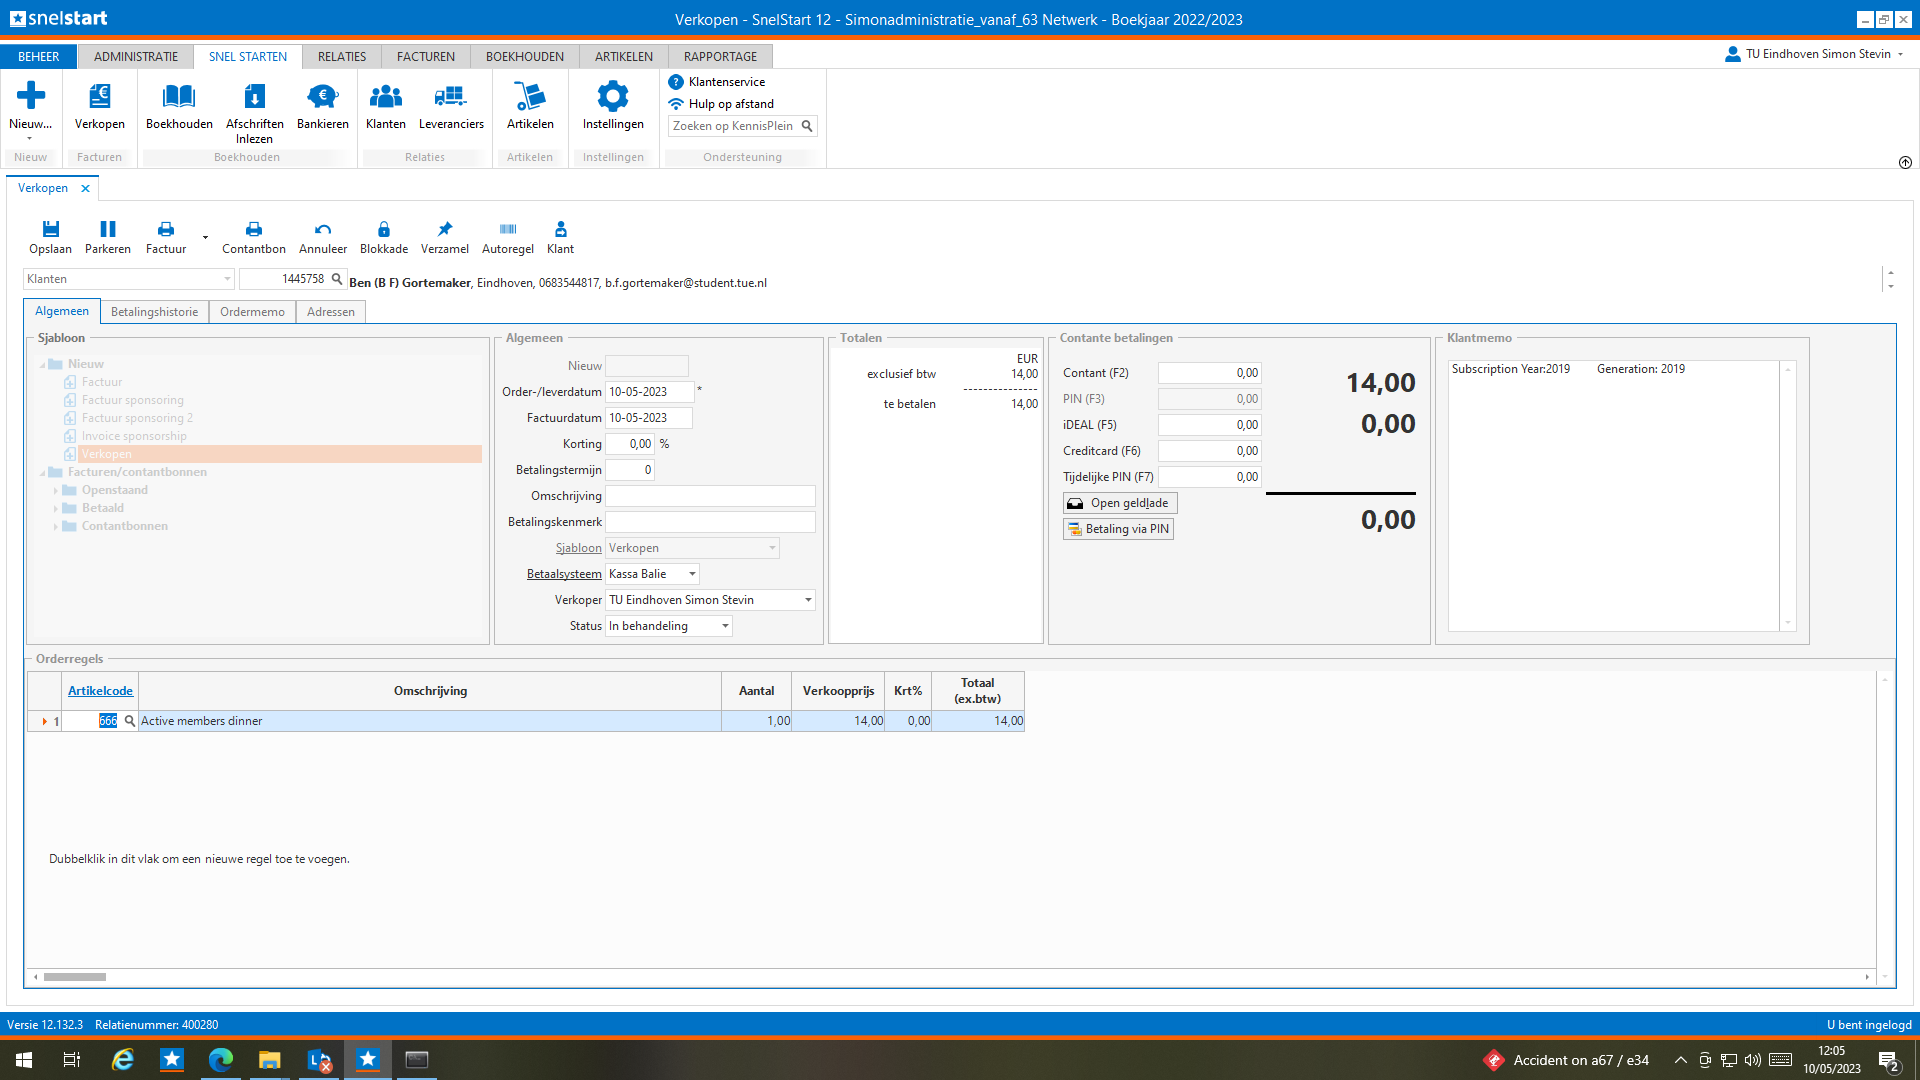 snelstart
Verkopen - SnelStart 12 - Simonadministratie_vanaf_63 Netwerk - Boekjaar 2022/2023
BEHEER ADMINISTRATIE SNEL STARTEN RELATIES FACTUREN BOEKHOUDEN ARTIKELEN RAPPORTAGE
TU Eindhoven Simon Stevin
Nieuw...
Verkopen
Boekhouden
Afschriften Inlezen
Bankieren
Klanten
Leveranciers
Artikelen
Instellingen
Klantenservice
Hulp op afstand
Zoeken op KennisPlein
Nieuw Facturen Boekhouden Relaties Artikelen Instellingen Ondersteuning
Verkopen
Opslaan Parkeren Factuur Contantbon Annuleer Blokkade Verzamel Autoregel Klant
Klanten 1445758 Ben (B F) Gortemaker, Eindhoven, 0683544817, b.f.gortemaker@student.tue.nl
Algemeen Betalingshistorie Ordermemo Adressen
Sjabloon
Nieuw
Factuur
Factuur sponsoring
Factuur sponsoring 2
Invoice sponsorship
Verkopen
Facturen/contantbonnen
Openstaand
Betaald
Contantbonnen
Algemeen
Nieuw
Order-/leverdatum 10-05-2023 *
Factuurdatum 10-05-2023
Korting 0,00 %
Betalingstermijn 0
Omschrijving
Betalingskenmerk
Sjabloon Verkopen
Betaalsysteem Kassa Balie
Verkoper TU Eindhoven Simon Stevin
Status In behandeling
Totalen
EUR
exclusief btw 14,00
te betalen 14,00
Contante betalingen
Contant (F2) 0,00
PIN (F3) 0,00
iDEAL (F5) 0,00
Creditcard (F6) 0,00
Tijdelijke PIN (F7) 0,00
Open geldlade
Betaling via PIN
14,00
0,00
0,00
Klantmemo
Subscription Year:2019 Generation: 2019
Orderregels
Artikelcode Omschrijving Aantal Verkoopprijs Krt% Totaal (ex.btw)
1 666 Active members dinner 1,00 14,00 0,00 14,00
Dubbelklik in dit vlak om een nieuwe regel toe te voegen.
Versie 12.132.3 Relatienummer: 400280
U bent ingelogd
Accident on a67 / e34
12:05
10/05/2023
2